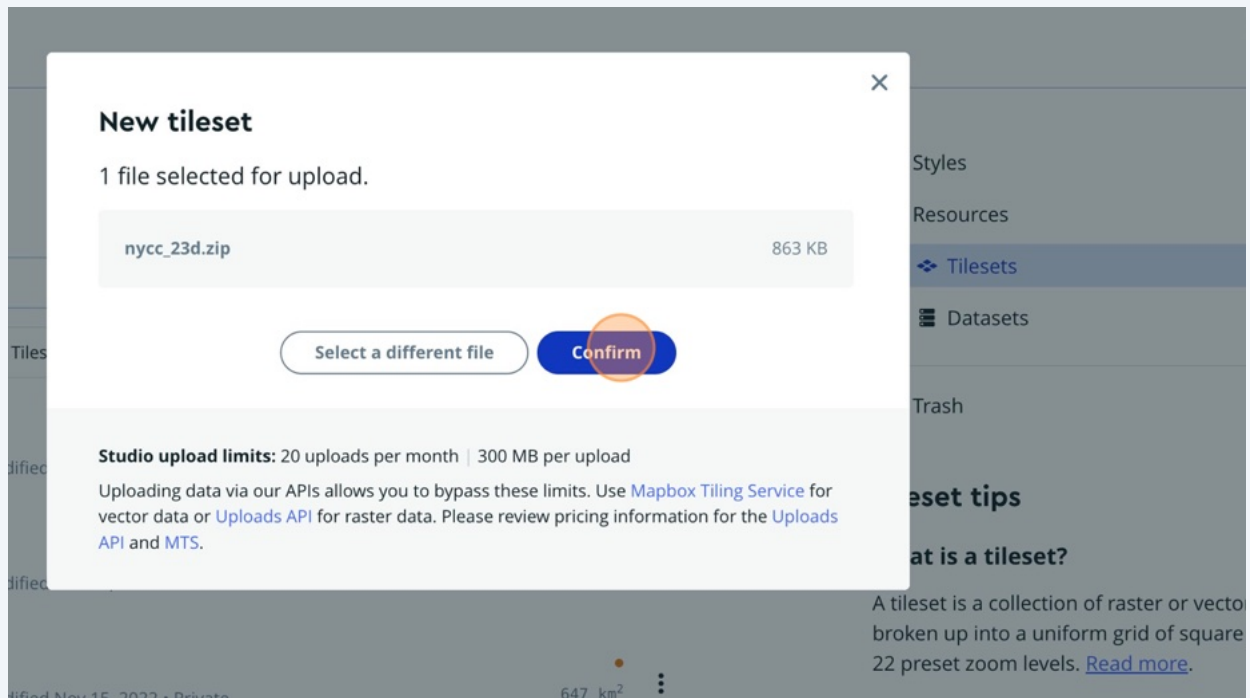 New tileset
1 file selected for upload.
nycc_23d.zip
863 KB
Select a different file
Confirm
Studio upload limits: 20 uploads per month | 300 MB per upload
Uploading data via our APIs allows you to bypass these limits. Use Mapbox Tiling Service for
vector data or Uploads API for raster data. Please review pricing information for the Uploads
API and MTS.
Styles
Resources
Tilesets
Datasets
Trash
eset tips
at is a tileset?
A tileset is a collection of raster or vecto
broken up into a uniform grid of square
22 preset zoom levels. Read more.
Tiles
dified
dified
dified Nov 15, 2022 • Private
647 km²